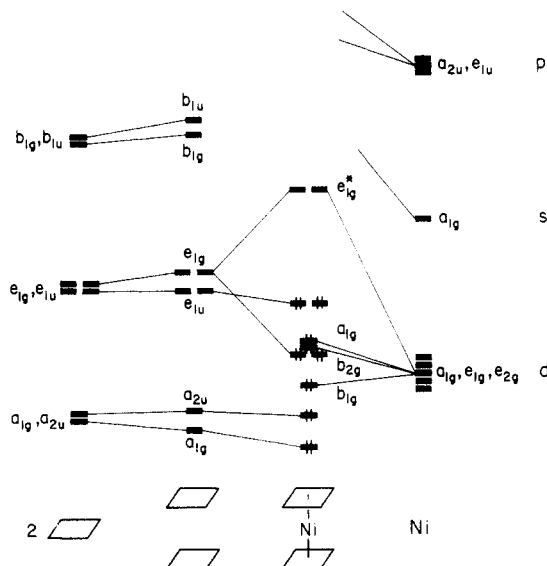 a₂ᵤ, e₁ᵤ p
b₁ᵤ
b₁g, b₁ᵤ
b₁g
e*₁g
a₁g s
e₁g
e₁g, e₁ᵤ
e₁ᵤ
a₁g
b₂g
a₁g, e₁g, e₂g d
b₁g
a₂ᵤ
a₁g, a₂ᵤ
a₁g
2 Ni Ni